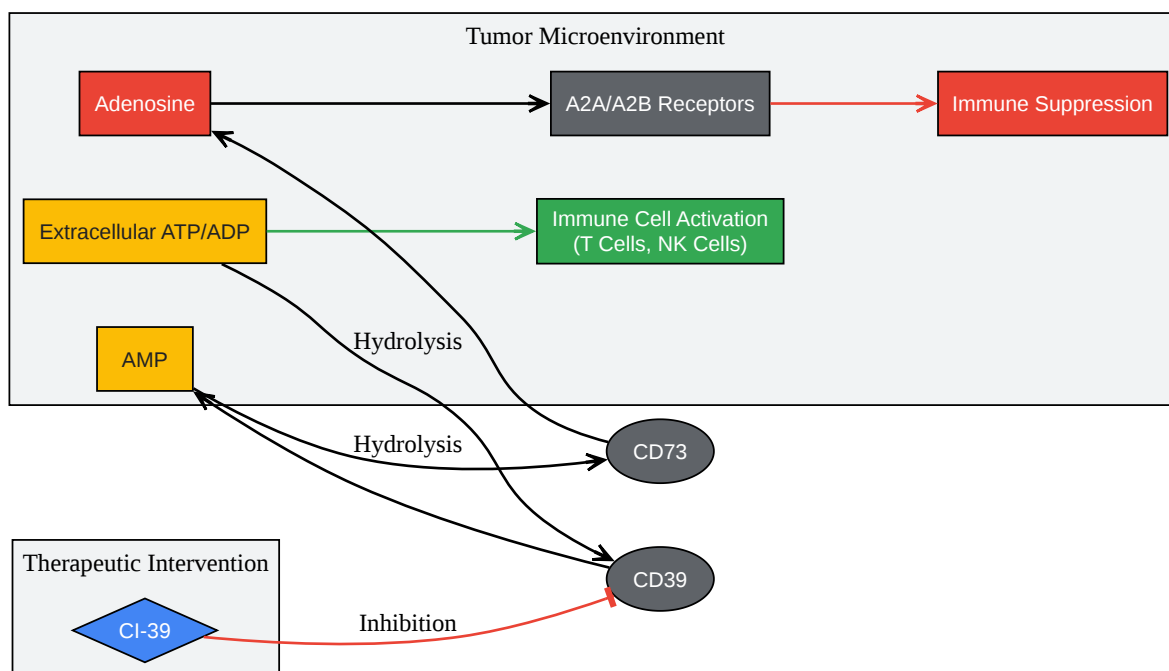 Tumor Microenvironment
Adenosine
A2A/A2B Receptors
Immune Suppression
Extracellular ATP/ADP
Immune Cell Activation
(T Cells, NK Cells)
Hydrolysis
AMP
Hydrolysis
CD73
Therapeutic Intervention
CD39
CI-39
Inhibition